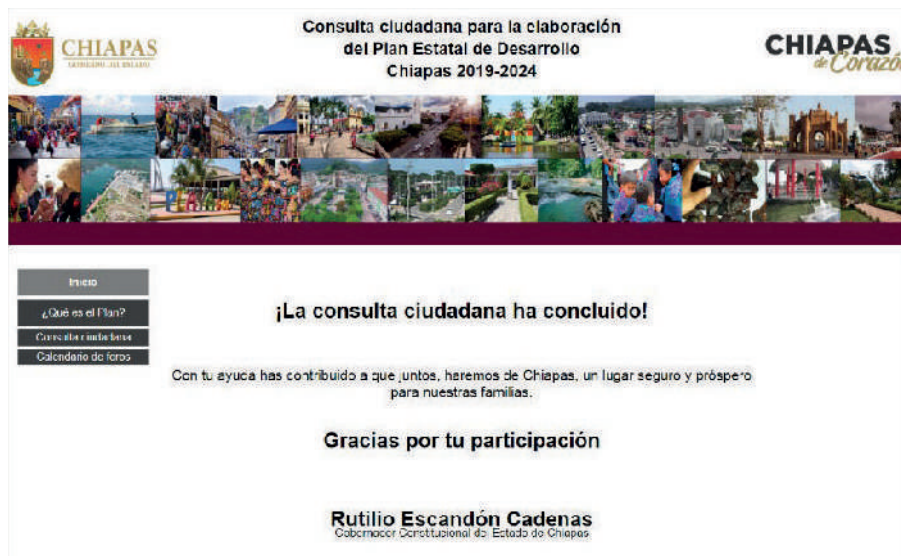 CHIAPAS
GOBIERNO DEL ESTADO
Consulta ciudadana para la elaboración
del Plan Estatal de Desarrollo
Chiapas 2019-2024
CHIAPAS
de Corazón
Inicio
¿Qué es el Plan?
Consulta ciudadana
Calendario de foros
¡La consulta ciudadana ha concluido!
Con tu ayuda has contribuido a que juntos, haremos de Chiapas, un lugar seguro y próspero
para nuestras familias.
Gracias por tu participación
Rutilio Escandón Cadenas
Gobernador Constitucional del Estado de Chiapas